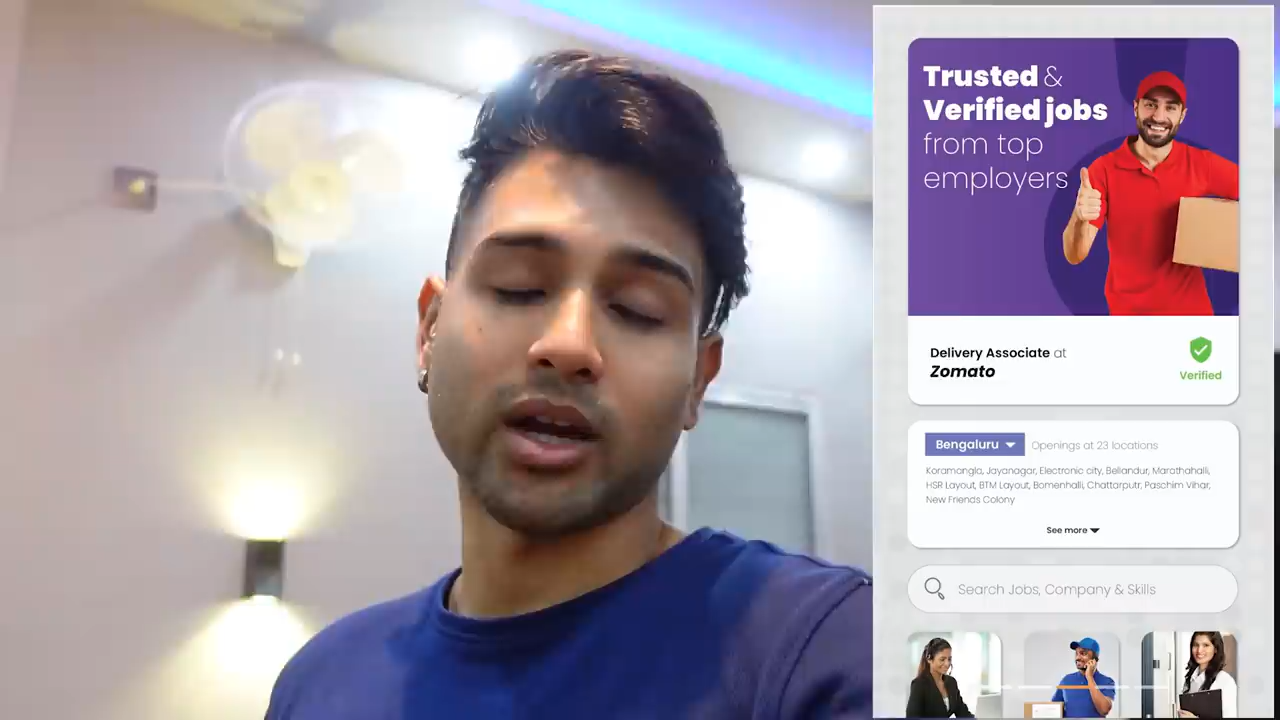 Trusted &
Verified jobs
from top
employers
Delivery Associate at
Zomato
Verified
Bengaluru
Openings at 23 locations
Koramangla, Jayanagar, Electronic city, Bellandur, Marathahalli,
HSR Layout, BTM Layout, Bomenhalli, Chattarputr, Paschim Vihar,
New Friends Colony
See more
Search Jobs, Company & Skills